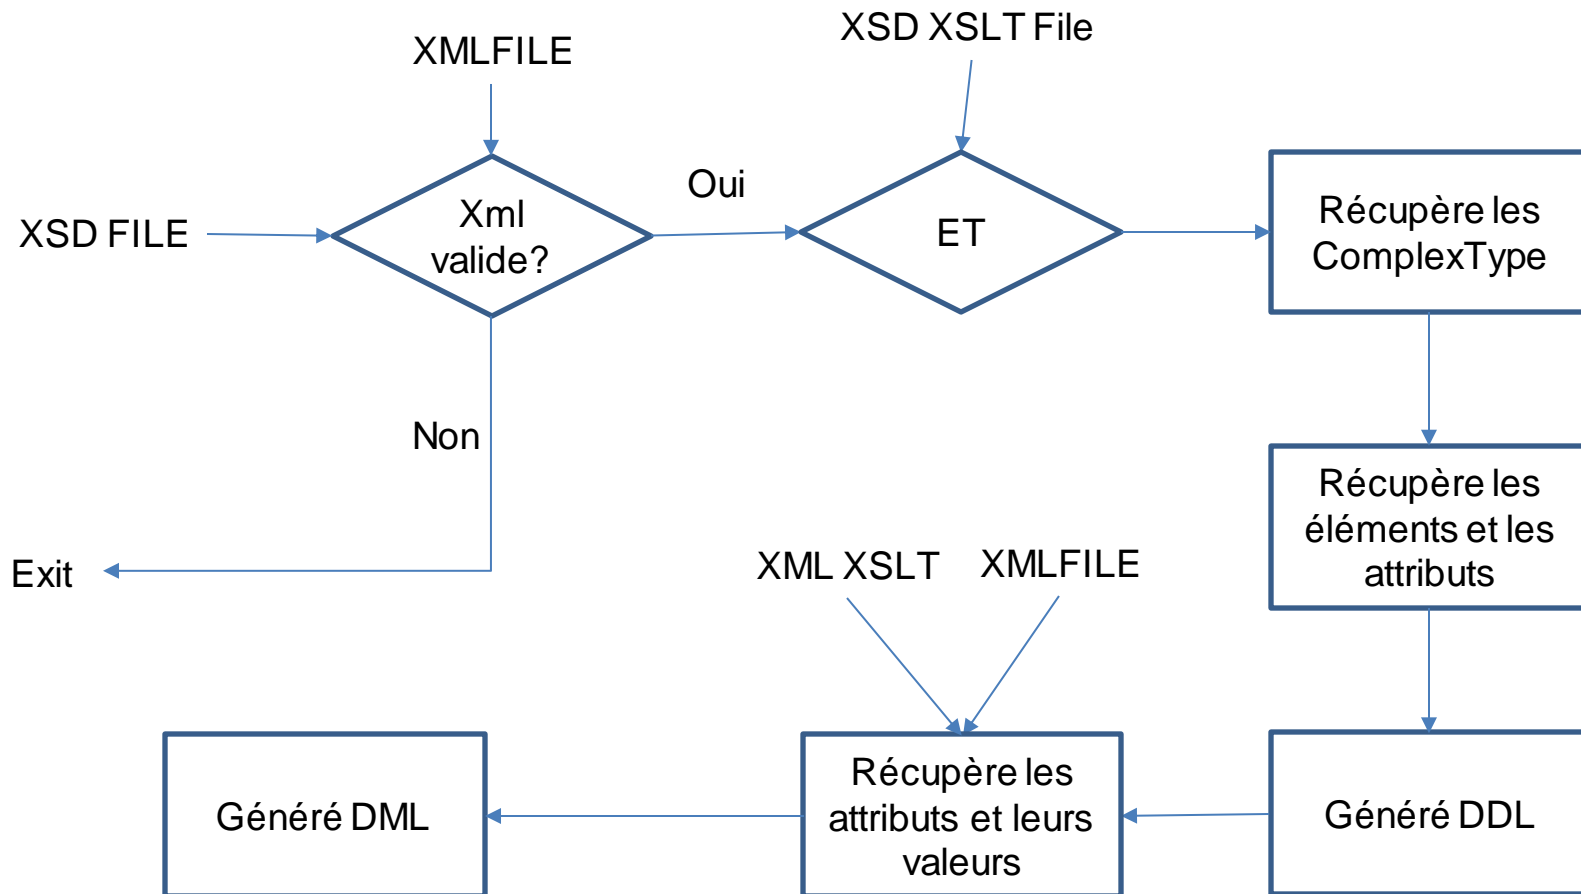 XSD XSLT File
XMLFILE
Oui
Xml
valide?
XSD FILE
ET
Récupère les
ComplexType
Non
Récupère les
éléments et les
attributs
Exit
XML XSLT
XMLFILE
Généré DML
Récupère les
attributs et leurs
valeurs
Généré DDL